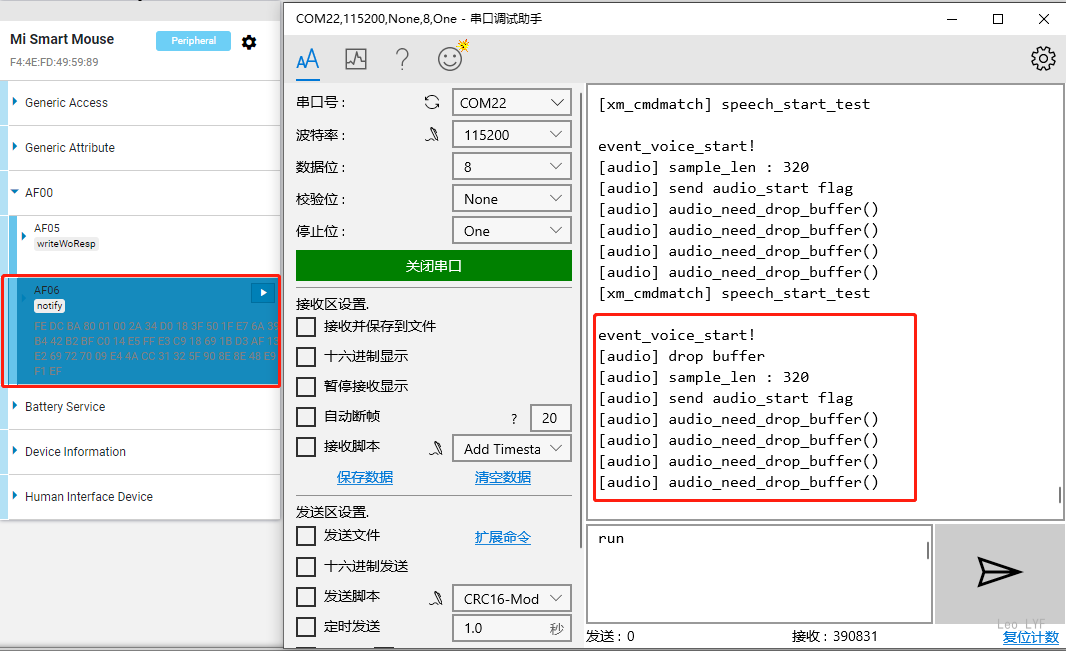 COM22,115200,None,8,One - 串口调试助手
Mi Smart Mouse
Peripheral
F4:4E:FD:49:59:89
Generic Access
Generic Attribute
AF00
AF05
writeWoResp
AF06
notify
FE DC BA 80 01 00 2A 34 D0 18 3F 50 1F E7 6A 39
B4 42 B2 BF C0 14 E5 FF E3 C9 18 69 1B D3 AF 13
E2 69 72 70 09 E4 4A CC 31 32 5F 90 8E 8E 48 E9
F1 EF
Battery Service
Device Information
Human Interface Device
AA
串口号 :
COM22
波特率 :
115200
数据位 :
8
校验位 :
None
停止位 :
One
关闭串口
接收区设置.
接收并保存到文件
十六进制显示
暂停接收显示
自动断帧
?
20
接收脚本
Add Timesta
保存数据
清空数据
发送区设置.
发送文件
扩展命令
十六进制发送
发送脚本
CRC16-Mod
定时发送
1.0
秒
[xm_cmdmatch] speech_start_test
event_voice_start!
[audio] sample_len : 320
[audio] send audio_start flag
[audio] audio_need_drop_buffer()
[audio] audio_need_drop_buffer()
[audio] audio_need_drop_buffer()
[audio] audio_need_drop_buffer()
[xm_cmdmatch] speech_start_test
event_voice_start!
[audio] drop buffer
[audio] sample_len : 320
[audio] send audio_start flag
[audio] audio_need_drop_buffer()
[audio] audio_need_drop_buffer()
[audio] audio_need_drop_buffer()
[audio] audio_need_drop_buffer()
run
发送 : 0
接收 : 390831
Leo LYF
复位计数